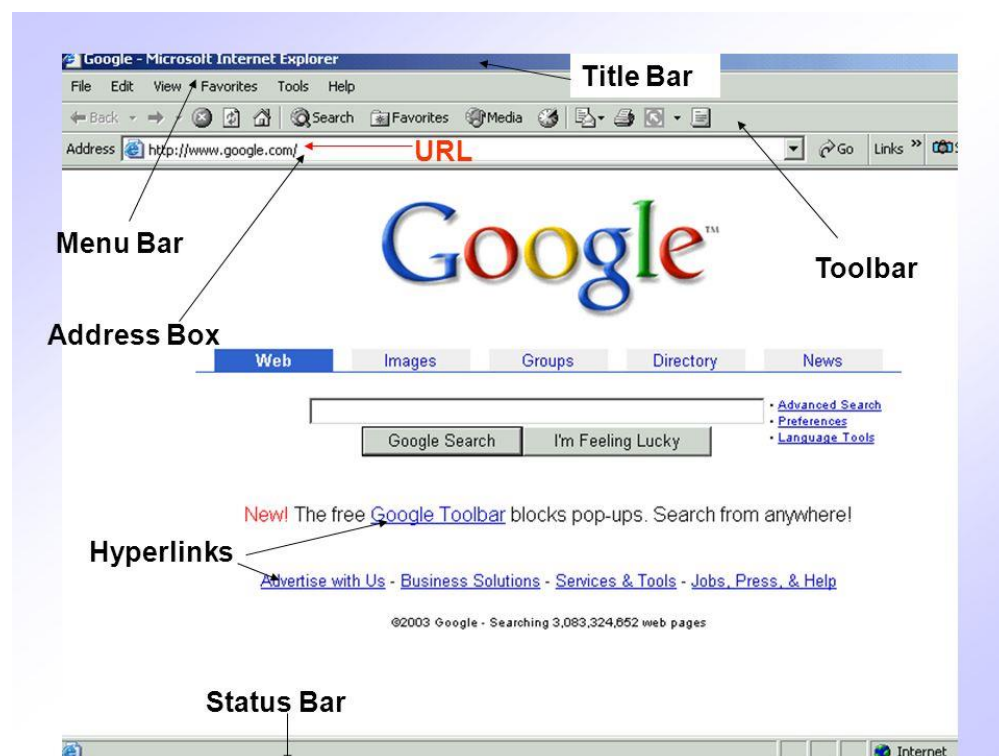 Google - Microsoft Internet Explorer
Title Bar
File Edit View Favorites Tools Help
Back Search Favorites Media
Address http://www.google.com/ URL Go Links »
Menu Bar
Google™
Toolbar
Address Box
Web Images Groups Directory News
• Advanced Search
• Preferences
• Language Tools
Google Search I'm Feeling Lucky
New! The free Google Toolbar blocks pop-ups. Search from anywhere!
Hyperlinks
Advertise with Us - Business Solutions - Services & Tools - Jobs, Press, & Help
©2003 Google - Searching 3,083,324,652 web pages
Status Bar
Internet